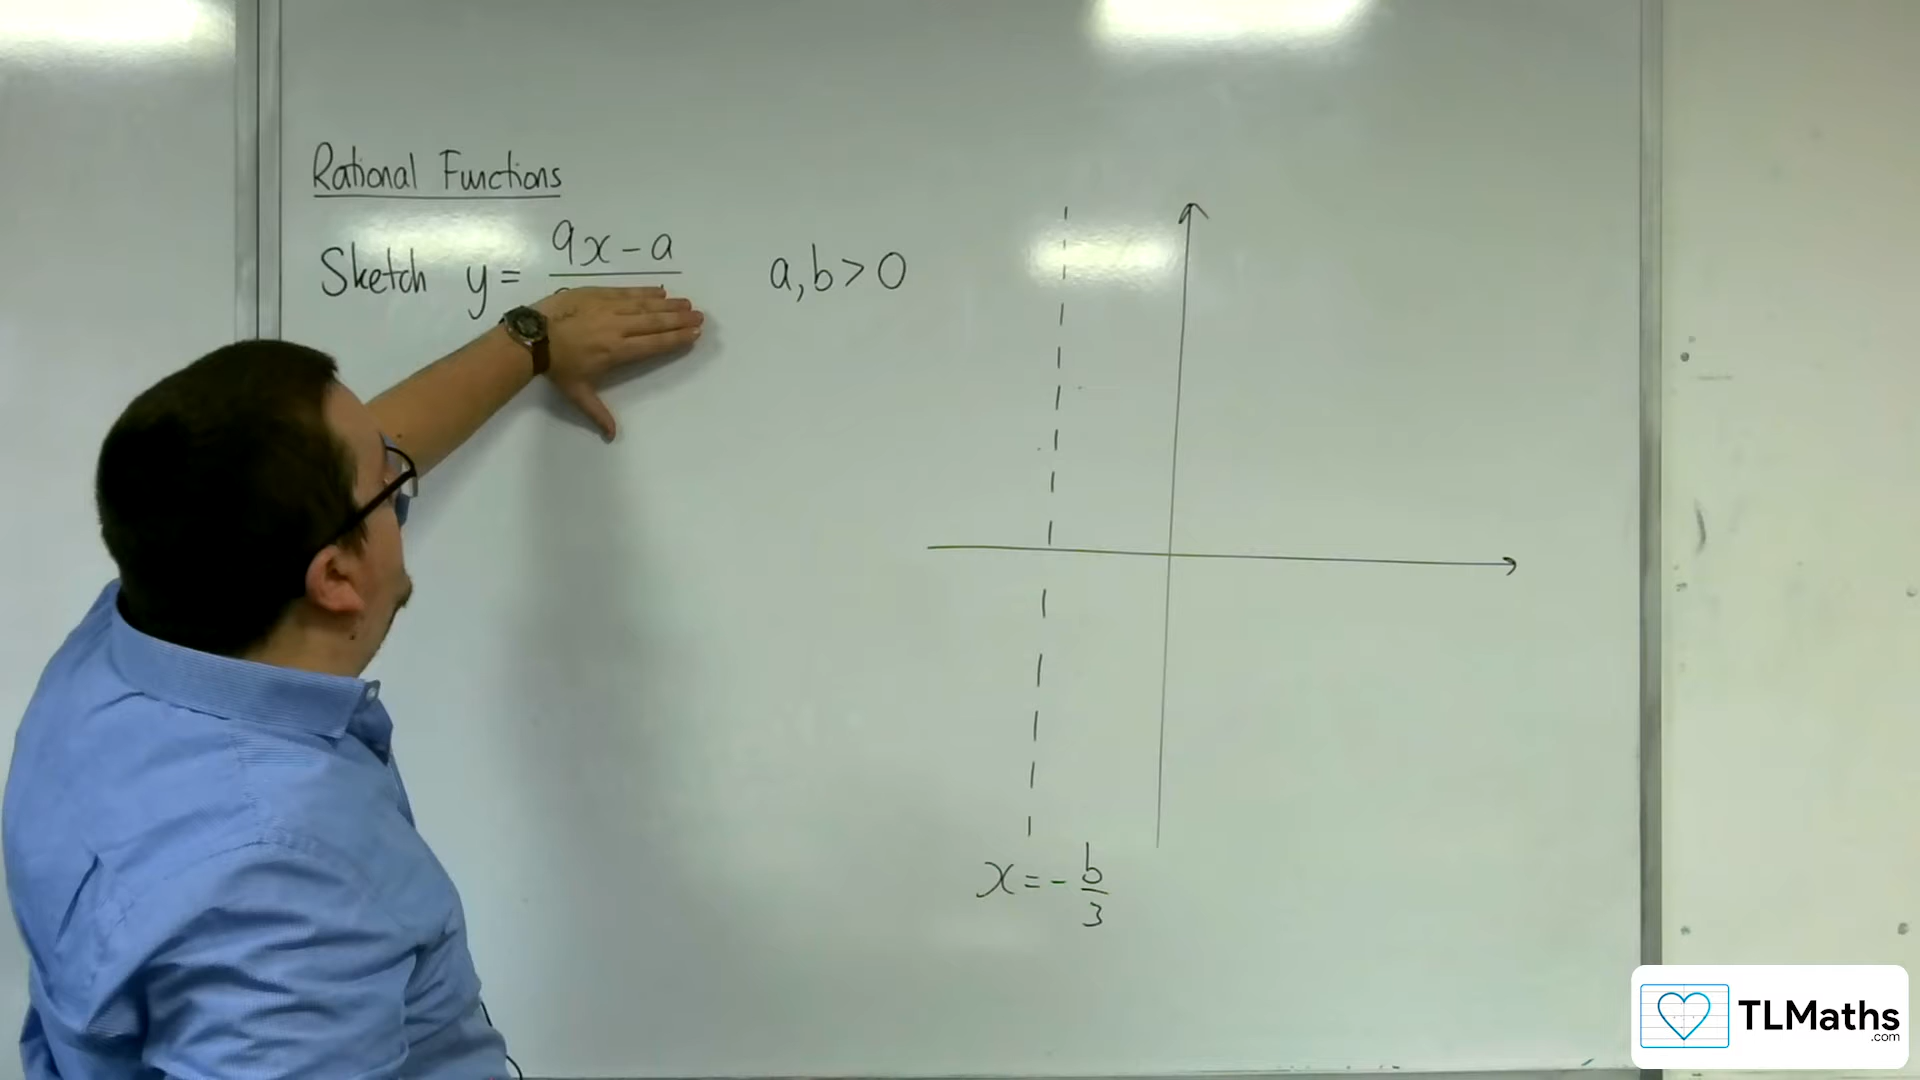 Rational Functions
Sketch y = 9x - a a, b > 0
x = - b/3
TLMaths
.com